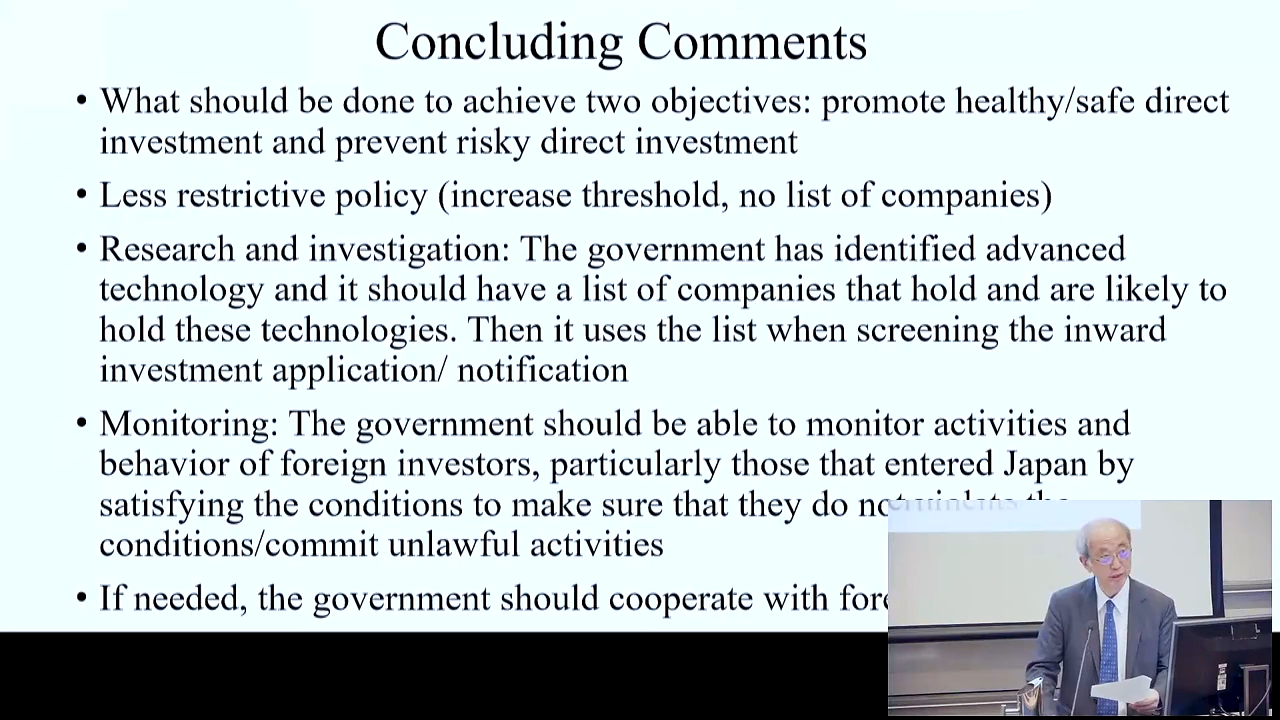 Concluding Comments
• What should be done to achieve two objectives: promote healthy/safe direct
investment and prevent risky direct investment
• Less restrictive policy (increase threshold, no list of companies)
• Research and investigation: The government has identified advanced
technology and it should have a list of companies that hold and are likely to
hold these technologies. Then it uses the list when screening the inward
investment application/ notification
• Monitoring: The government should be able to monitor activities and
behavior of foreign investors, particularly those that entered Japan by
satisfying the conditions to make sure that they do
conditions/commit unlawful activities
• If needed, the government should cooperate with